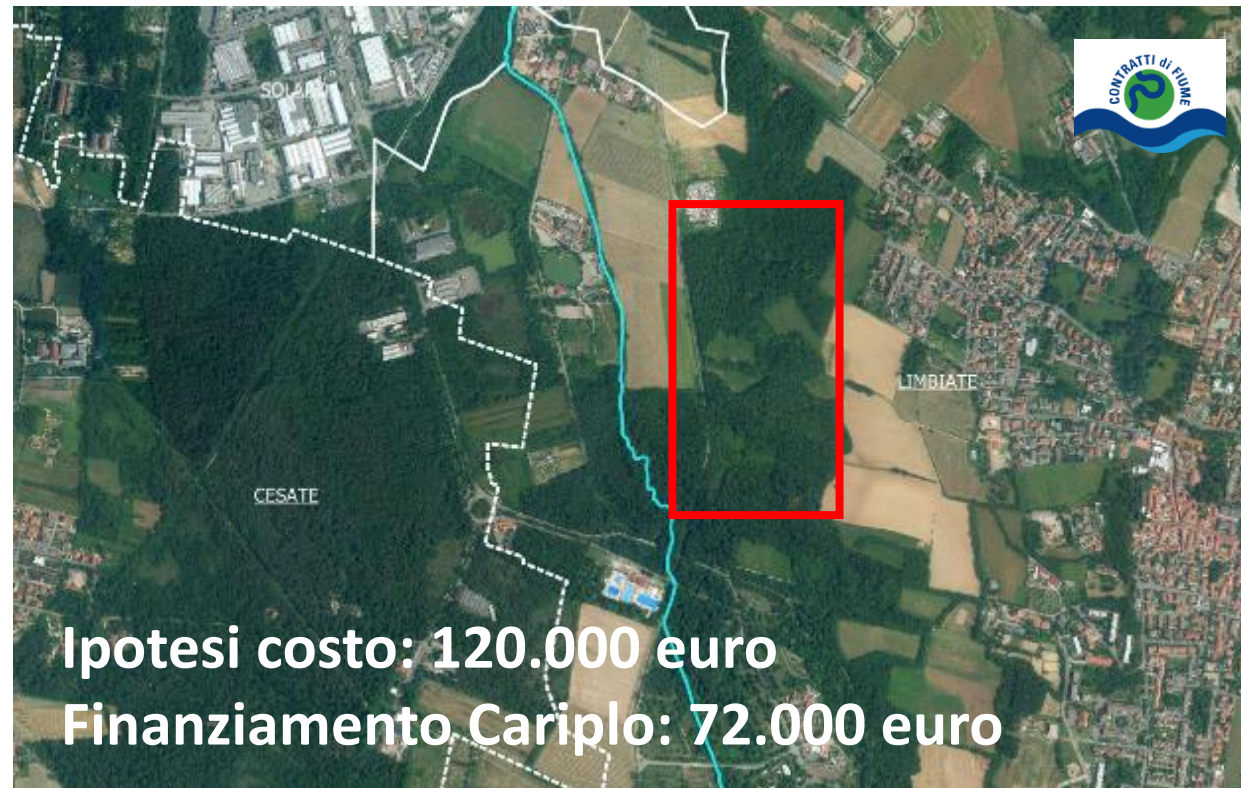 SOLARO
CONTRATTI di FIUME
LIMBIATE
CESATE
Ipotesi costo: 120.000 euro
Finanziamento Cariplo: 72.000 euro